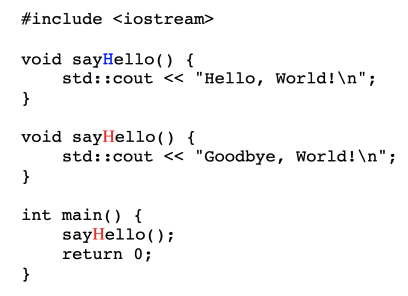 #include <iostream>
void sayHello() {
std::cout << "Hello, World!\n";
}
void sayHello() {
std::cout << "Goodbye, World!\n";
}
int main() {
sayHello();
return 0;
}